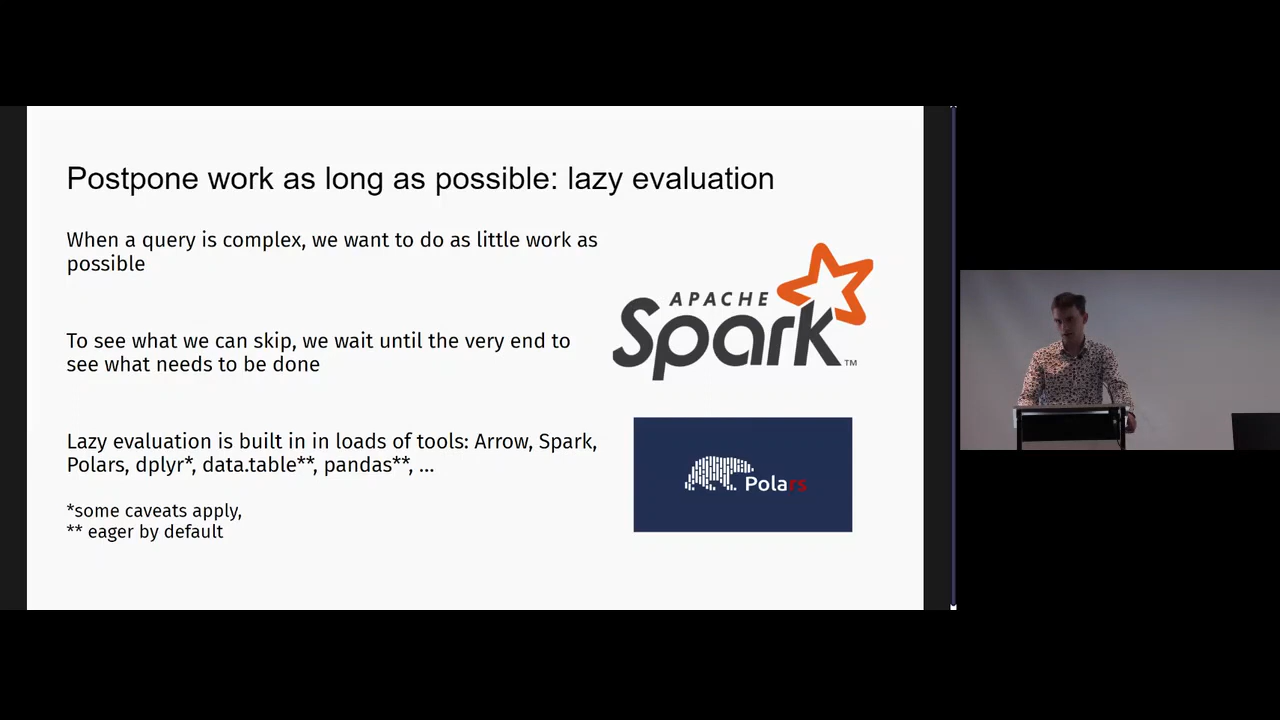 Postpone work as long as possible: lazy evaluation
When a query is complex, we want to do as little work as
possible
To see what we can skip, we wait until the very end to
see what needs to be done
Lazy evaluation is built in in loads of tools: Arrow, Spark,
Polars, dplyr*, data.table**, pandas**, ...
*some caveats apply,
** eager by default
APACHE
Spark™
Polars